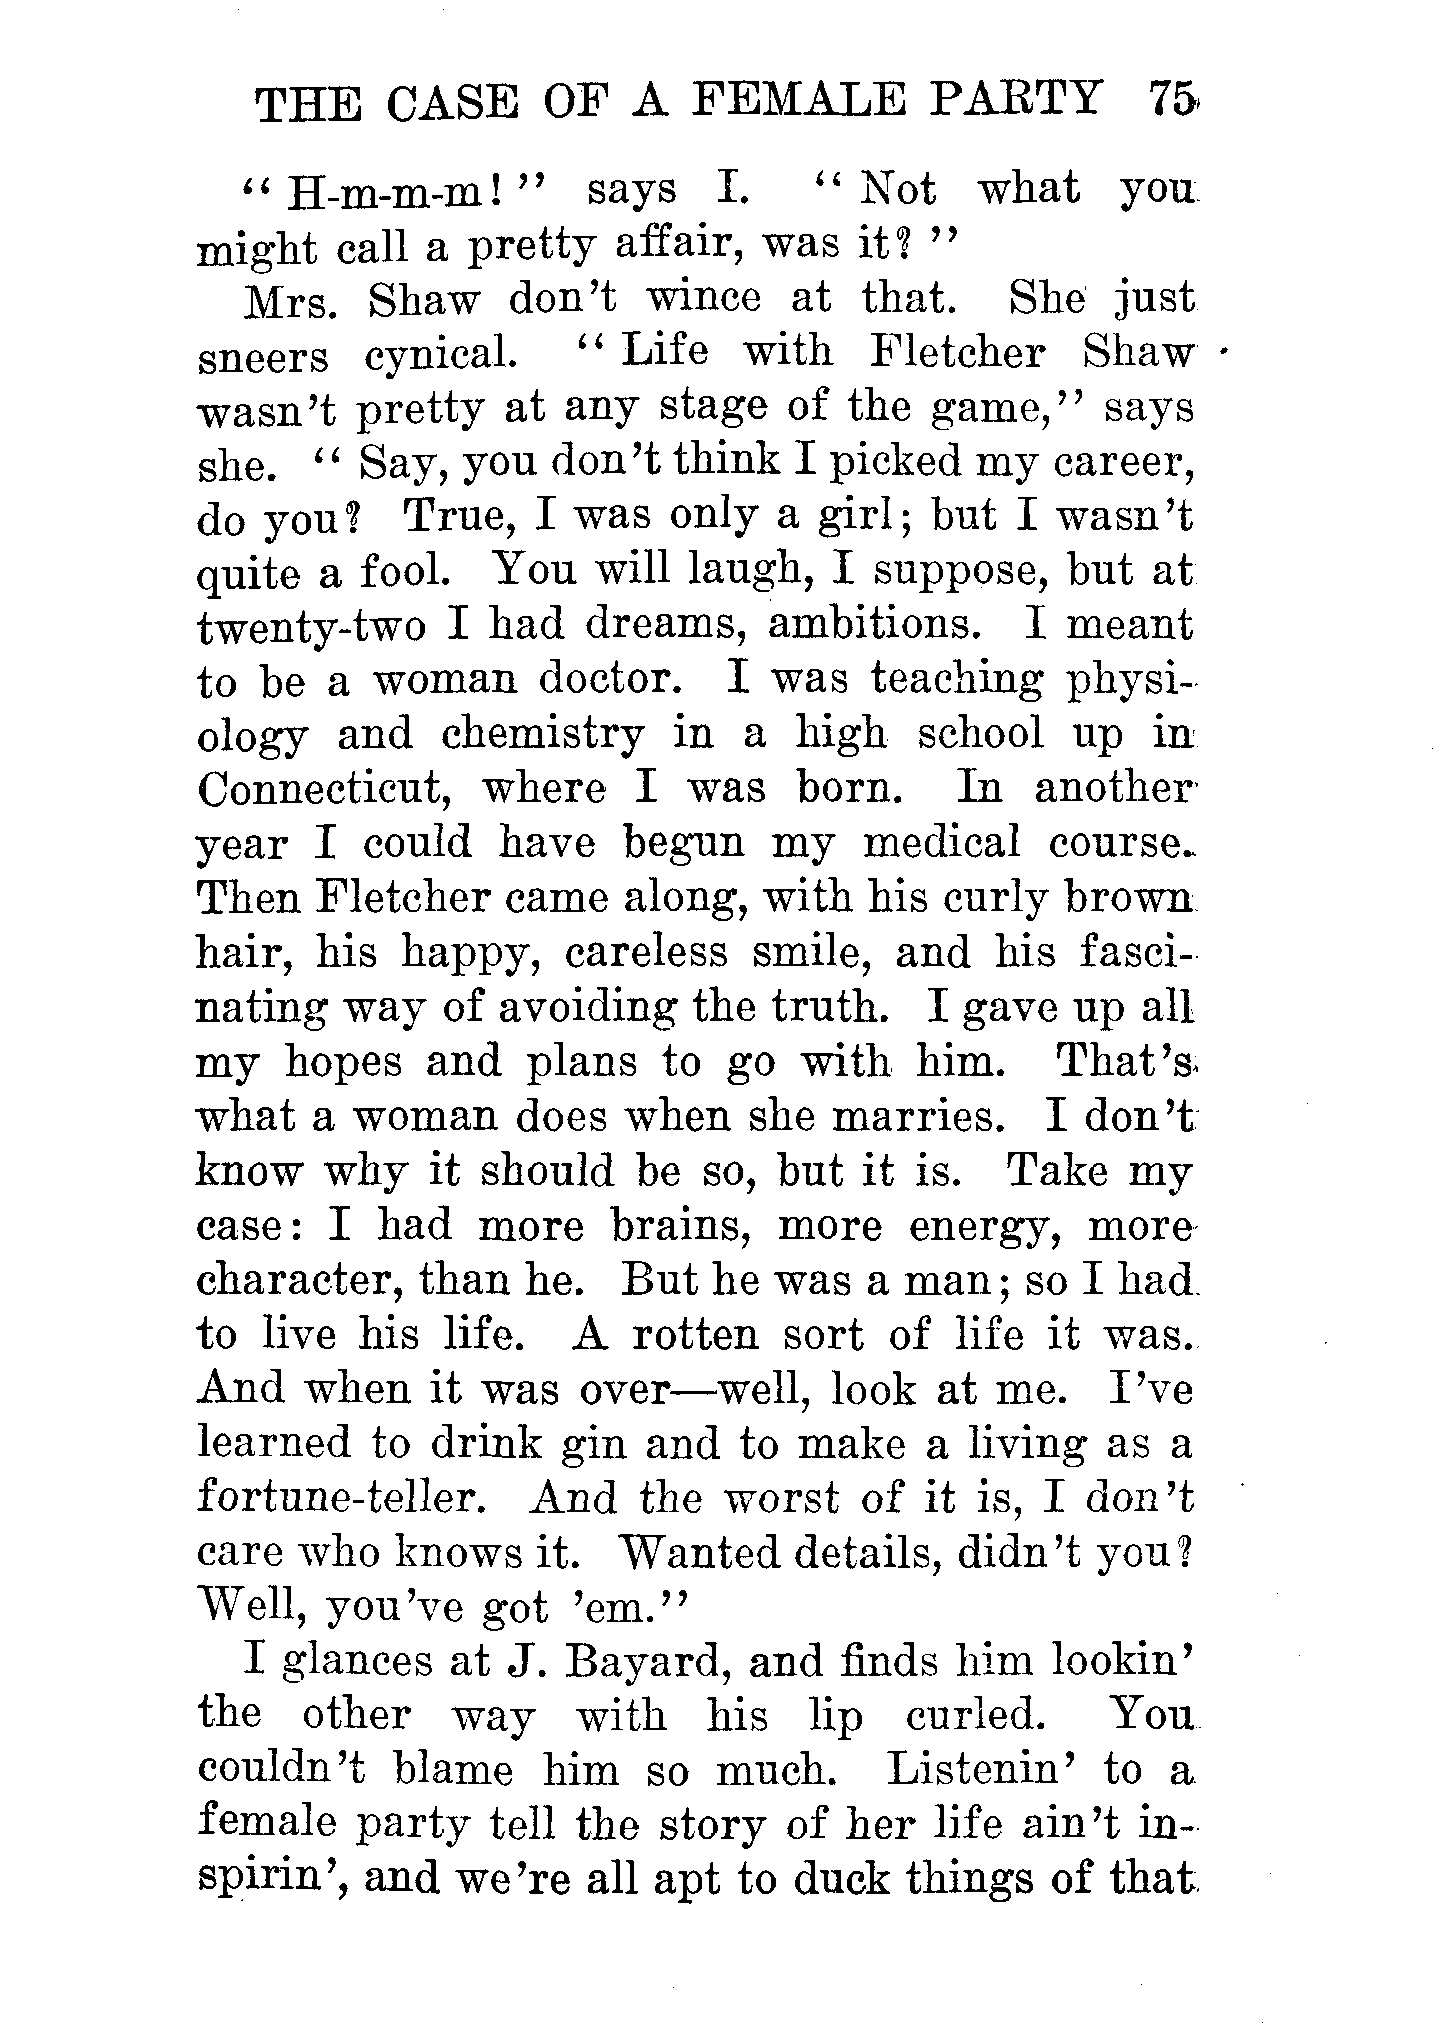 THE CASE OF A FEMALE PARTY 75
"H-m-m-m!" says I. "Not what you
might call a pretty affair, was it?"
Mrs. Shaw don't wince at that. She just
sneers cynical. "Life with Fletcher Shaw
wasn't pretty at any stage of the game," says
she. "Say, you don't think I picked my career,
do you? True, I was only a girl; but I wasn't
quite a fool. You will laugh, I suppose, but at
twenty-two I had dreams, ambitions. I meant
to be a woman doctor. I was teaching physi-
ology and chemistry in a high school up in
Connecticut, where I was born. In another
year I could have begun my medical course.
Then Fletcher came along, with his curly brown
hair, his happy, careless smile, and his fasci-
nating way of avoiding the truth. I gave up all
my hopes and plans to go with him. That's
what a woman does when she marries. I don't
know why it should be so, but it is. Take my
case: I had more brains, more energy, more
character, than he. But he was a man; so I had
to live his life. A rotten sort of life it was.
And when it was over—well, look at me. I've
learned to drink gin and to make a living as a
fortune-teller. And the worst of it is, I don't
care who knows it. Wanted details, didn't you?
Well, you've got 'em."
I glances at J. Bayard, and finds him lookin'
the other way with his lip curled. You
couldn't blame him so much. Listenin' to a
female party tell the story of her life ain't in-
spirin', and we're all apt to duck things of that